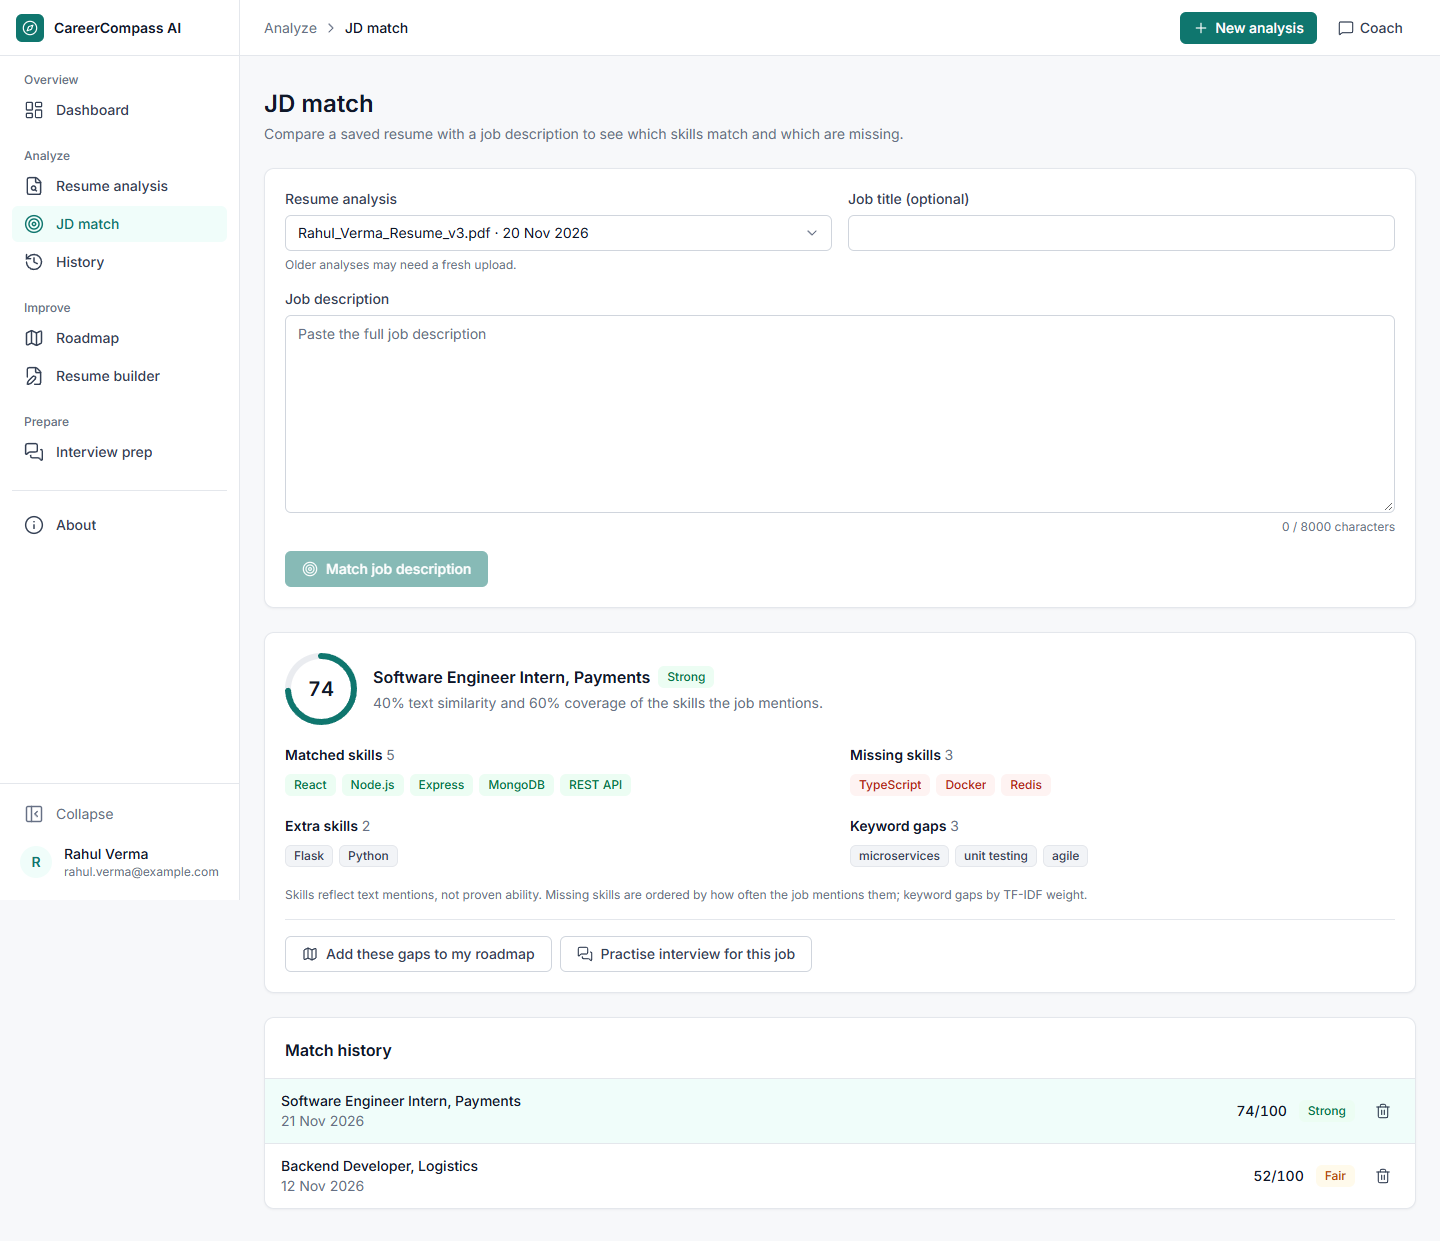 CareerCompass AI
Overview
Dashboard
Analyze
Resume analysis
JD match
History
Improve
Roadmap
Resume builder
Prepare
Interview prep
About
Collapse
R
Rahul Verma
rahul.verma@example.com
Analyze > JD match
New analysis
Coach
JD match
Compare a saved resume with a job description to see which skills match and which are missing.
Resume analysis
Rahul_Verma_Resume_v3.pdf · 20 Nov 2026
Older analyses may need a fresh upload.
Job title (optional)
Job description
Paste the full job description
0 / 8000 characters
Match job description
74
Software Engineer Intern, Payments Strong
40% text similarity and 60% coverage of the skills the job mentions.
Matched skills 5
React Node.js Express MongoDB REST API
Missing skills 3
TypeScript Docker Redis
Extra skills 2
Flask Python
Keyword gaps 3
microservices unit testing agile
Skills reflect text mentions, not proven ability. Missing skills are ordered by how often the job mentions them; keyword gaps by TF-IDF weight.
Add these gaps to my roadmap
Practise interview for this job
Match history
Software Engineer Intern, Payments
21 Nov 2026
74/100 Strong
Backend Developer, Logistics
12 Nov 2026
52/100 Fair